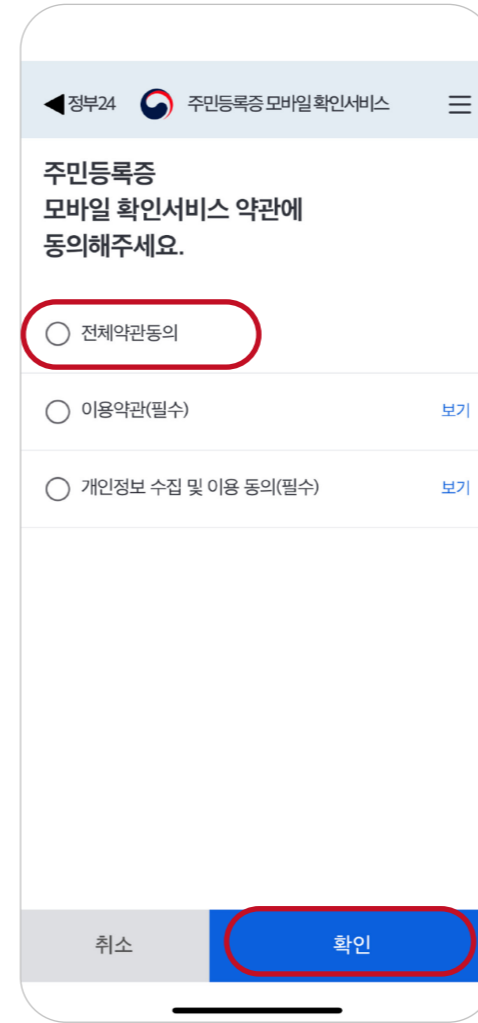 ◀정부24 주민등록증 모바일 확인서비스
주민등록증
모바일 확인서비스 약관에
동의해주세요.
전체약관동의
이용약관(필수) 보기
개인정보 수집 및 이용 동의(필수) 보기
취소 확인